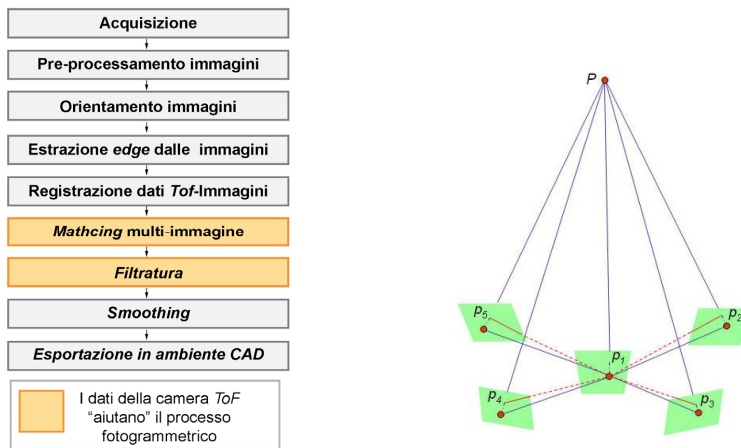 Acquisizione
Pre-processamento immagini
Orientamento immagini
Estrazione edge dalle immagini
Registrazione dati Tof-Immagini
Mathcing multi-immagine
Filtratura
Smoothing
Esportazione in ambiente CAD
I dati della camera ToF
“aiutano” il processo
fotogrammetrico
P
p5
p2
p1
p4
p3